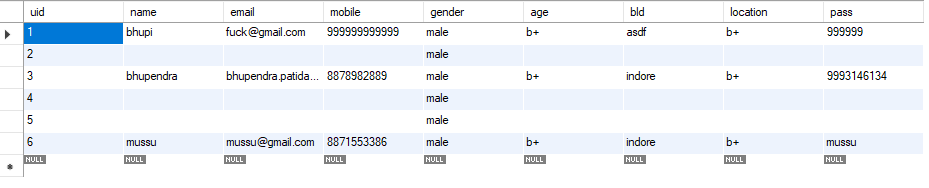 uid name email mobile gender age bld location pass
1 bhupi fuck@gmail.com 999999999999 male b+ asdf b+ 999999
2 male
3 bhupendra bhupendra.patida... 8878982889 male b+ indore b+ 9993146134
4 male
5 male
6 mussu mussu@gmail.com 8871553386 male b+ indore b+ mussu
NULL NULL NULL NULL NULL NULL NULL NULL NULL